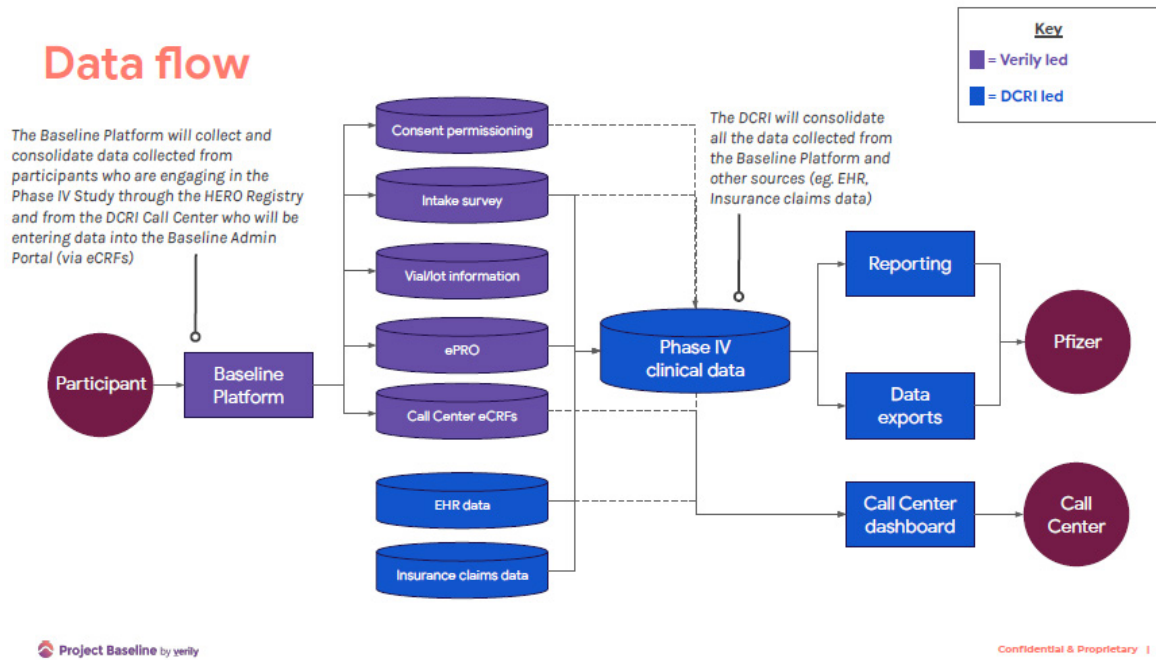 Data flow
Key
= Verily led
= DCRI led
The Baseline Platform will collect and
consolidate data collected from
participants who are engaging in the
Phase IV Study through the HERO Registry
and from the DCRI Call Center who will be
entering data into the Baseline Admin
Portal (via eCRFs)
The DCRI will consolidate
all the data collected from
the Baseline Platform and
other sources (eg. EHR,
Insurance claims data)
Participant
Baseline
Platform
Consent permissioning
Intake survey
Vial/lot information
ePRO
Call Center eCRFs
EHR data
Insurance claims data
Phase IV
clinical data
Reporting
Data
exports
Call Center
dashboard
Pfizer
Call
Center
Project Baseline by verily
Confidential & Proprietary |